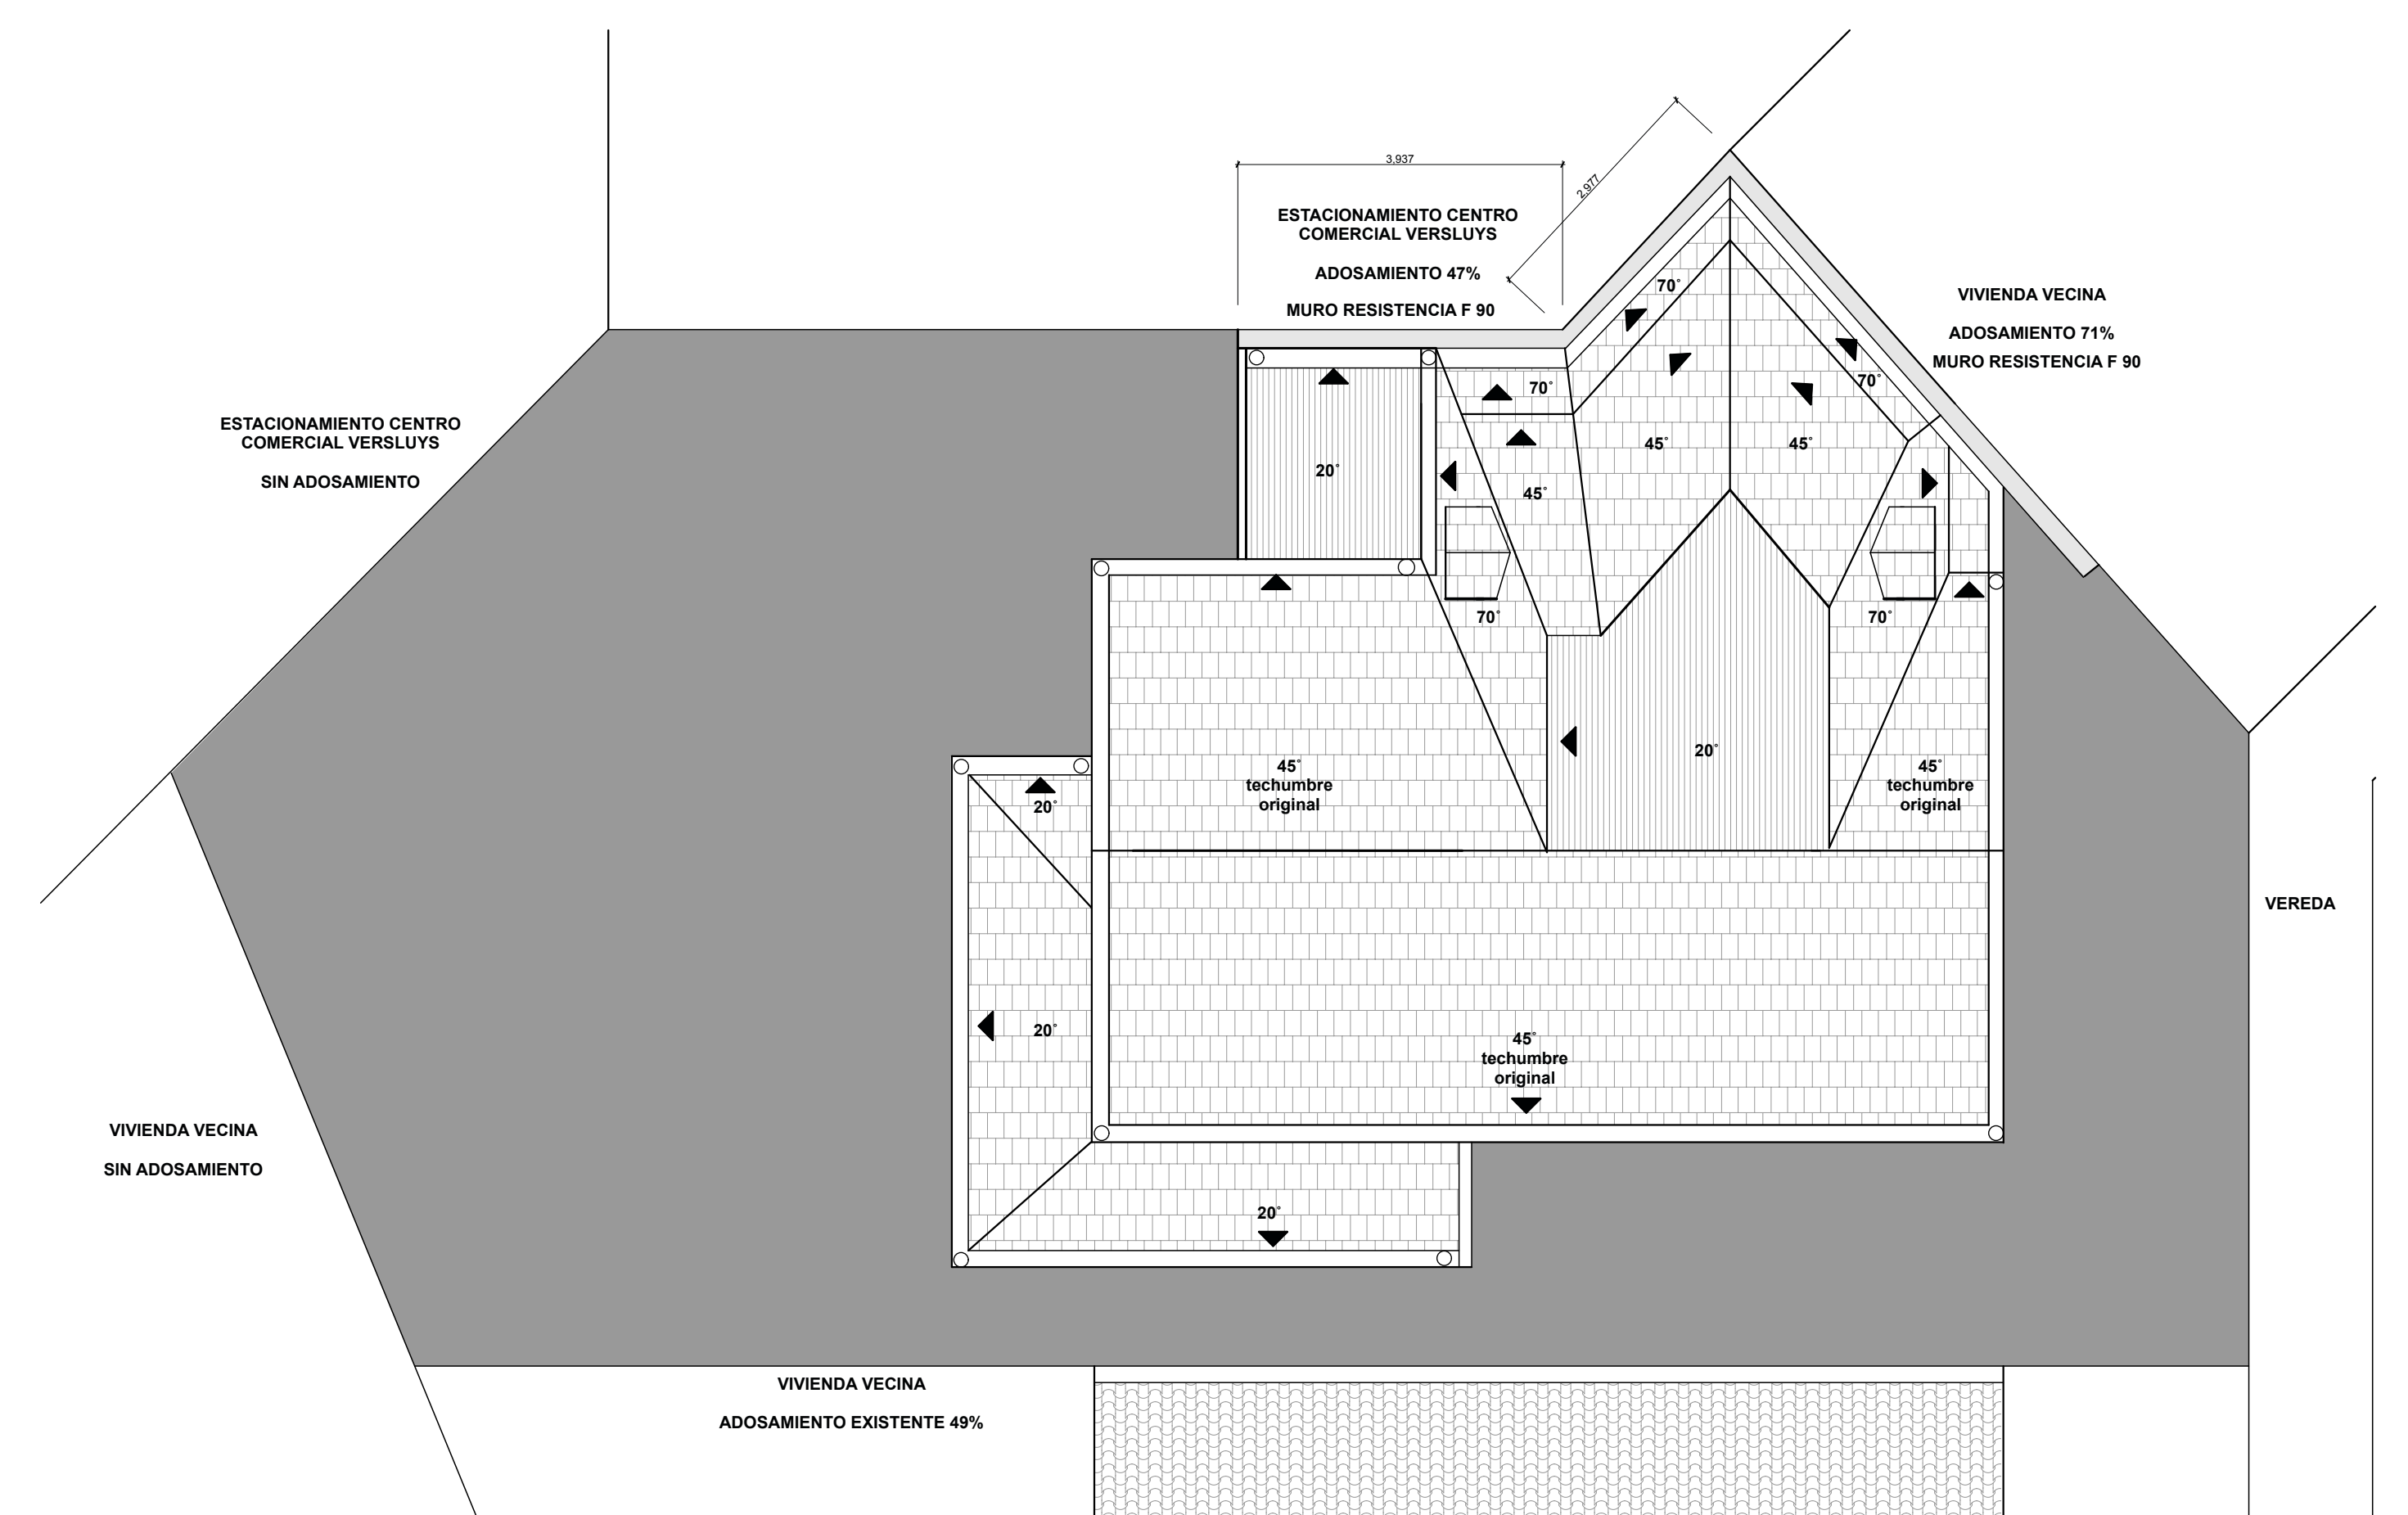 3,937
2,977
ESTACIONAMIENTO CENTRO
COMERCIAL VERSLUYS
ADOSAMIENTO 47%
MURO RESISTENCIA F 90
VIVIENDA VECINA
ADOSAMIENTO 71%
MURO RESISTENCIA F 90
ESTACIONAMIENTO CENTRO
COMERCIAL VERSLUYS
SIN ADOSAMIENTO
70°
70°
70°
45°
45°
20°
45°
70°
70°
20°
45°
techumbre
original
45°
techumbre
original
20°
VEREDA
20°
45°
techumbre
original
VIVIENDA VECINA
SIN ADOSAMIENTO
20°
VIVIENDA VECINA
ADOSAMIENTO EXISTENTE 49%